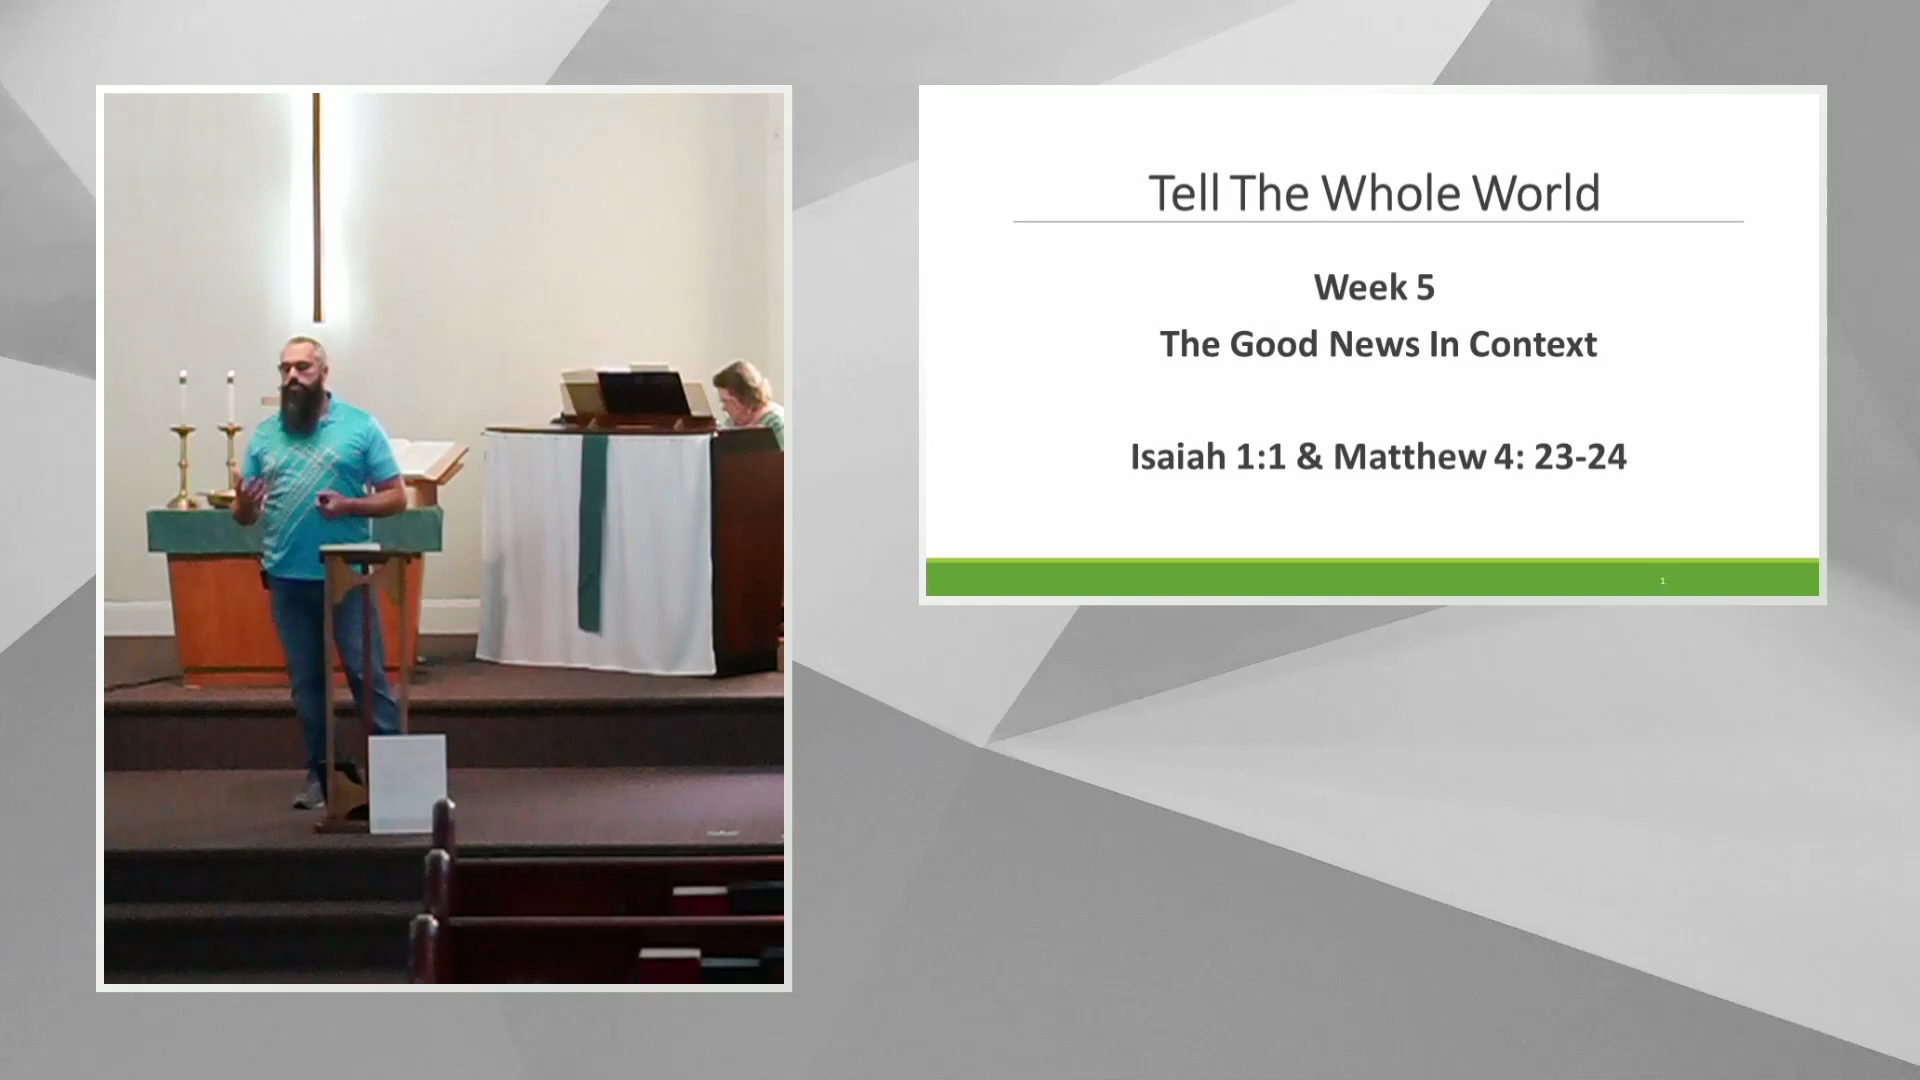 Tell The Whole World
Week 5
The Good News In Context
Isaiah 1:1 & Matthew 4: 23-24
1